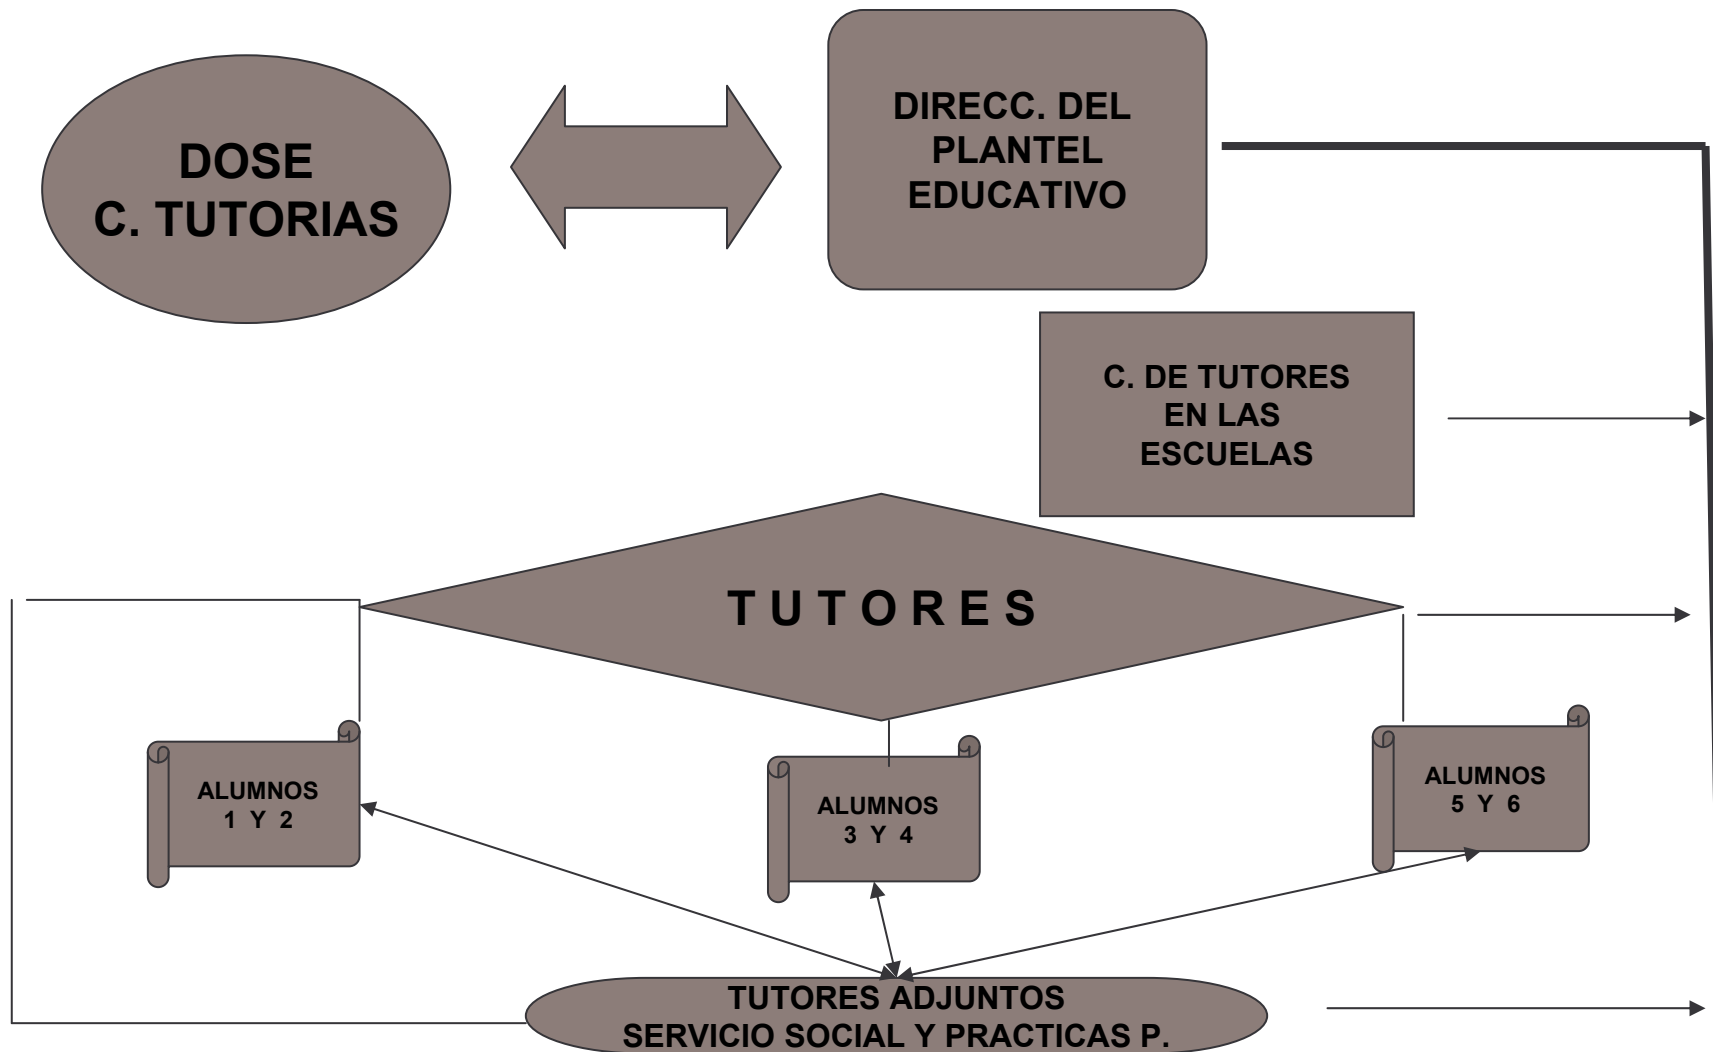 DOSE
C. TUTORIAS
DIRECC. DEL
PLANTEL
EDUCATIVO
C. DE TUTORES
EN LAS
ESCUELAS
T U T O R E S
ALUMNOS
1 Y 2
ALUMNOS
3 Y 4
ALUMNOS
5 Y 6
TUTORES ADJUNTOS
SERVICIO SOCIAL Y PRACTICAS P.